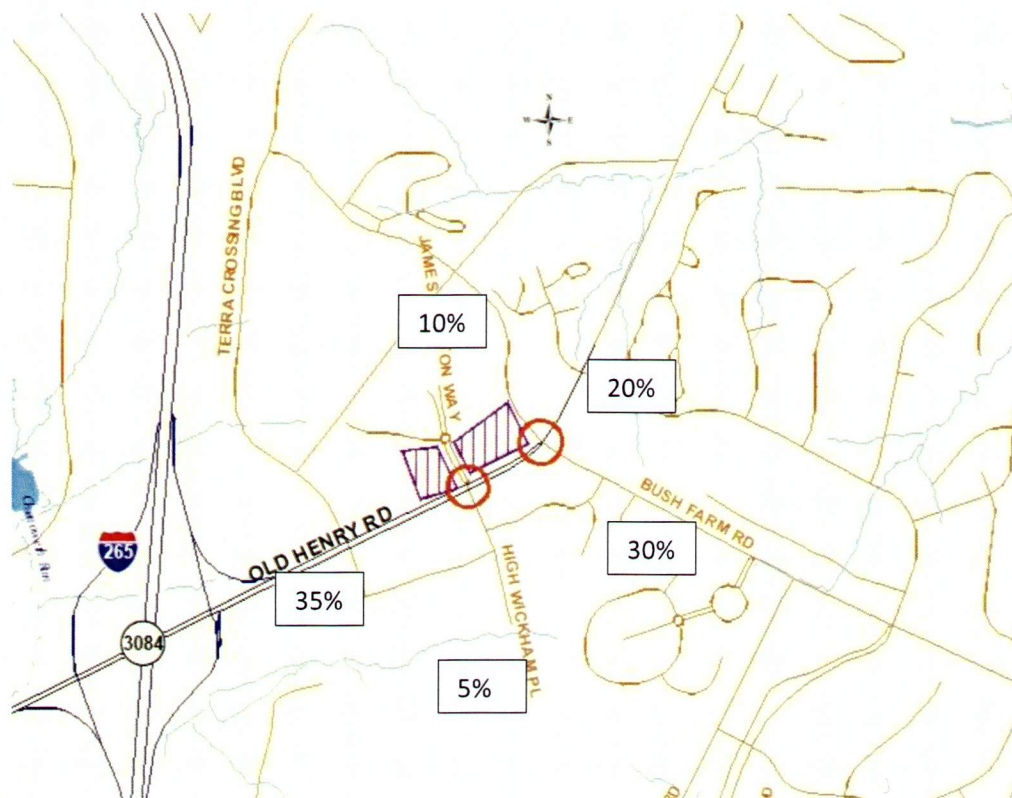 N
W E
S
TERRA CROSSING BLVD
JAMES
ON WAY
10%
20%
BUSH FARM RD
30%
OLD HENRY RD
35%
HIGH WICKHAM PL
5%
265
3084